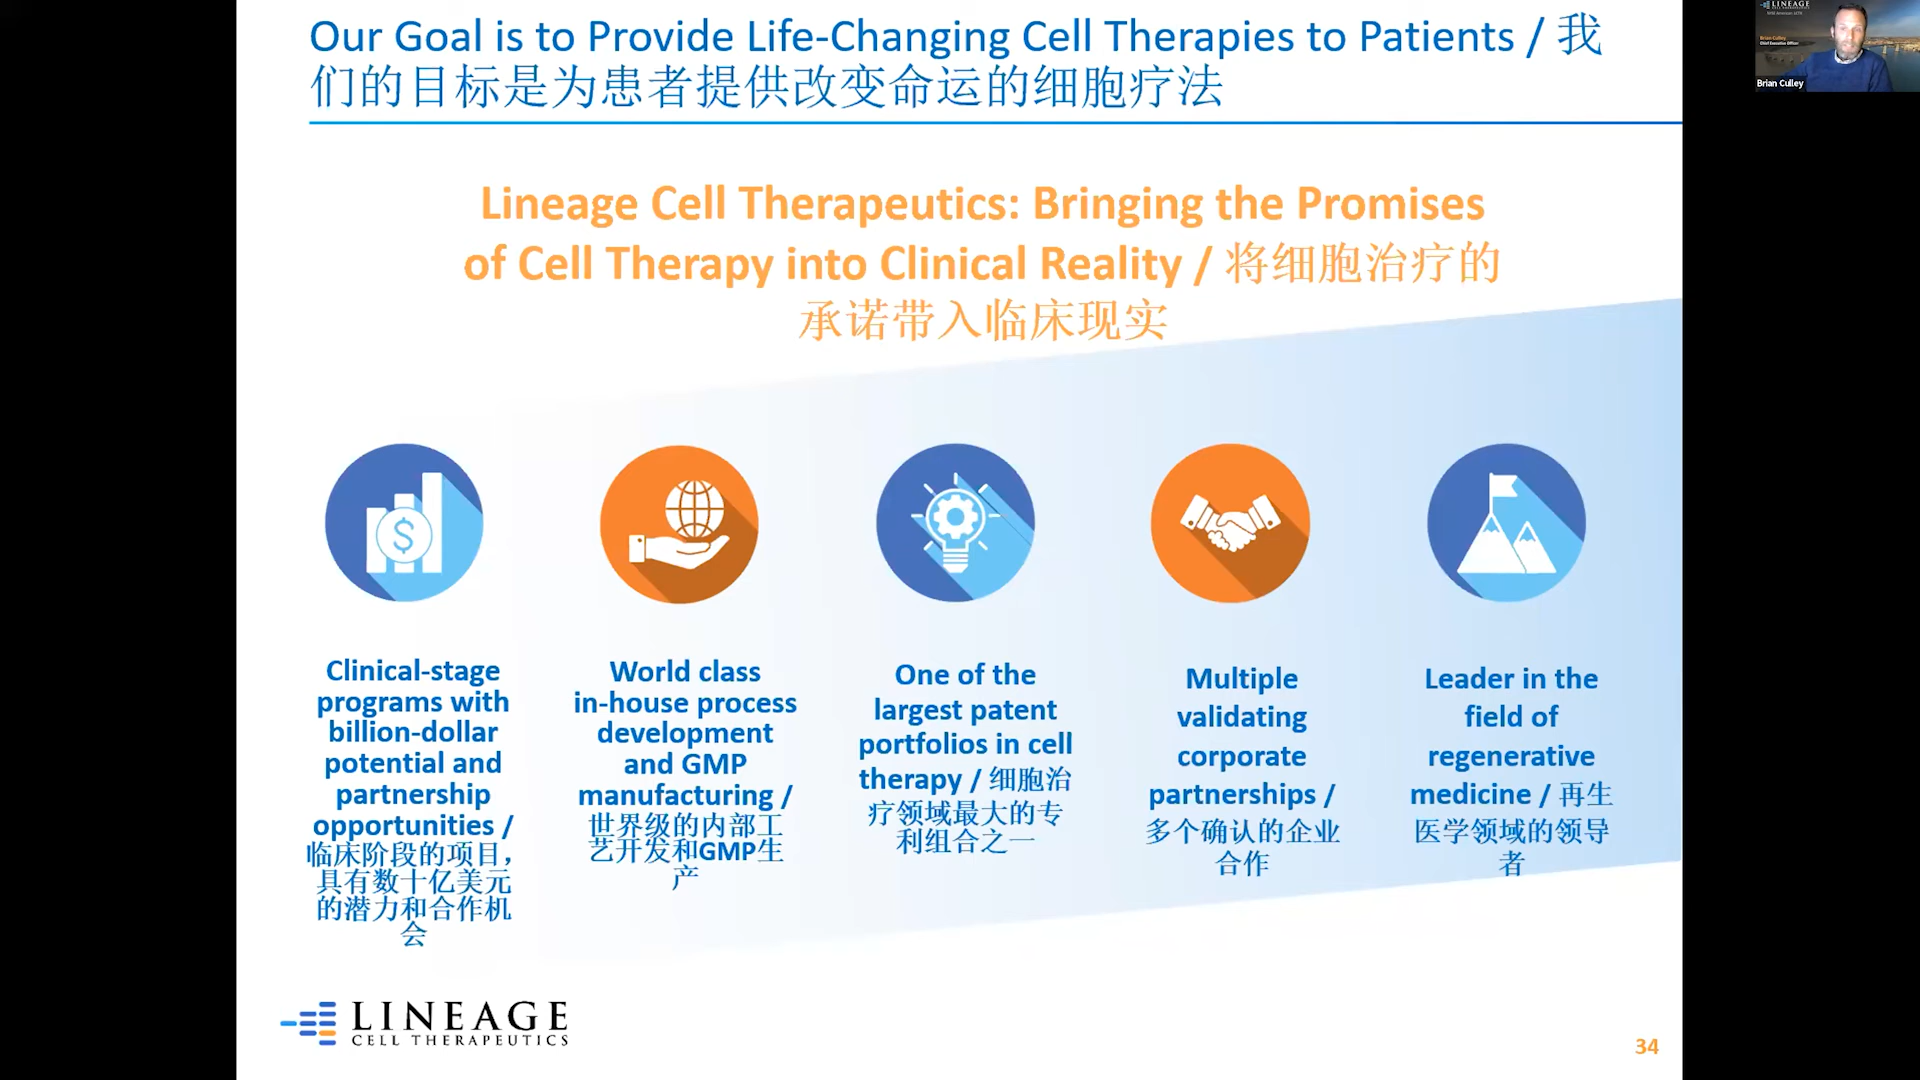 Our Goal is to Provide Life-Changing Cell Therapies to Patients / 我
们的目标是为患者提供改变命运的细胞疗法
LINEAGE
Brian Culley
Chief Executive Officer
Brian Culley
Lineage Cell Therapeutics: Bringing the Promises
of Cell Therapy into Clinical Reality / 将细胞治疗的
承诺带入临床现实
$
Clinical-stage
programs with
billion-dollar
potential and
partnership
opportunities /
临床阶段的项目，
具有数十亿美元
的潜力和合作机
会
World class
in-house process
development
and GMP
manufacturing /
世界级的内部工
艺开发和GMP生
产
One of the
largest patent
portfolios in cell
therapy / 细胞治
疗领域最大的专
利组合之一
Multiple
validating
corporate
partnerships /
多个确认的企业
合作
Leader in the
field of
regenerative
medicine / 再生
医学领域的领导
者
LINEAGE
CELL THERAPEUTICS
34